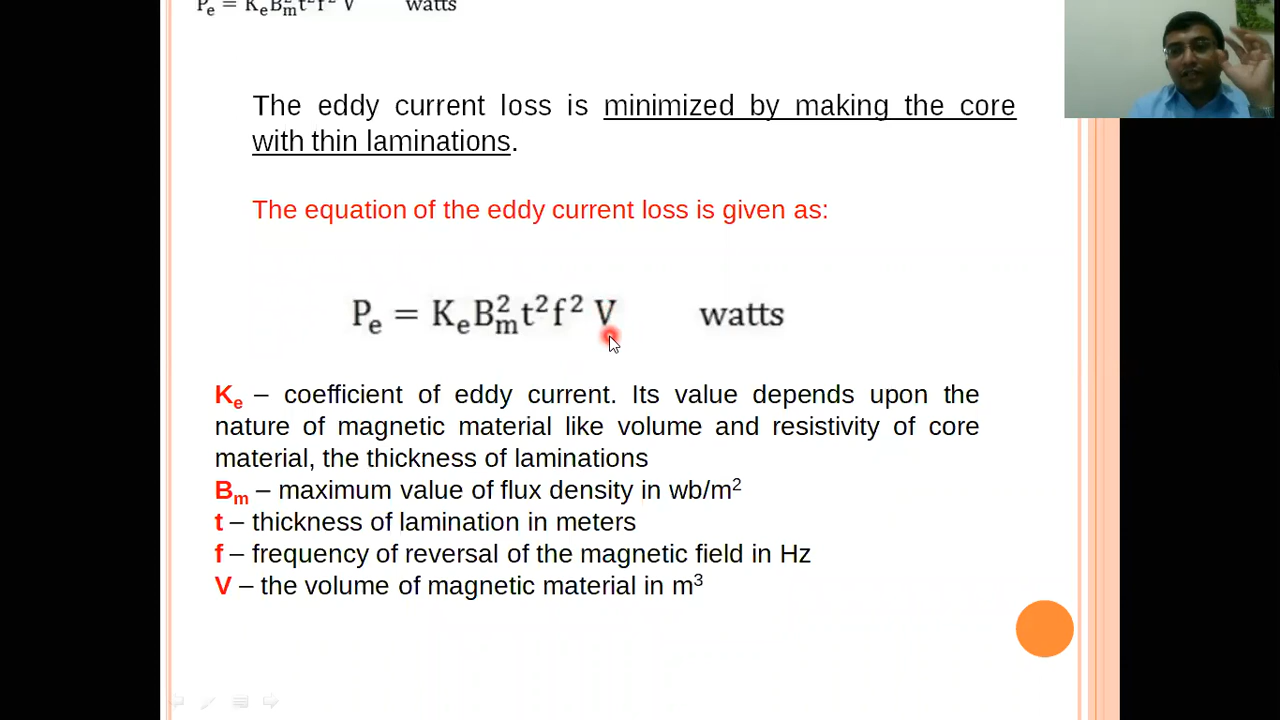 Pₑ = KₑBₘ²t²f² V watts
The eddy current loss is minimized by making the core
with thin laminations.
The equation of the eddy current loss is given as:
Pₑ = KₑBₘ²t²f² V watts
Kₑ – coefficient of eddy current. Its value depends upon the
nature of magnetic material like volume and resistivity of core
material, the thickness of laminations
Bₘ – maximum value of flux density in wb/m²
t – thickness of lamination in meters
f – frequency of reversal of the magnetic field in Hz
V – the volume of magnetic material in m³